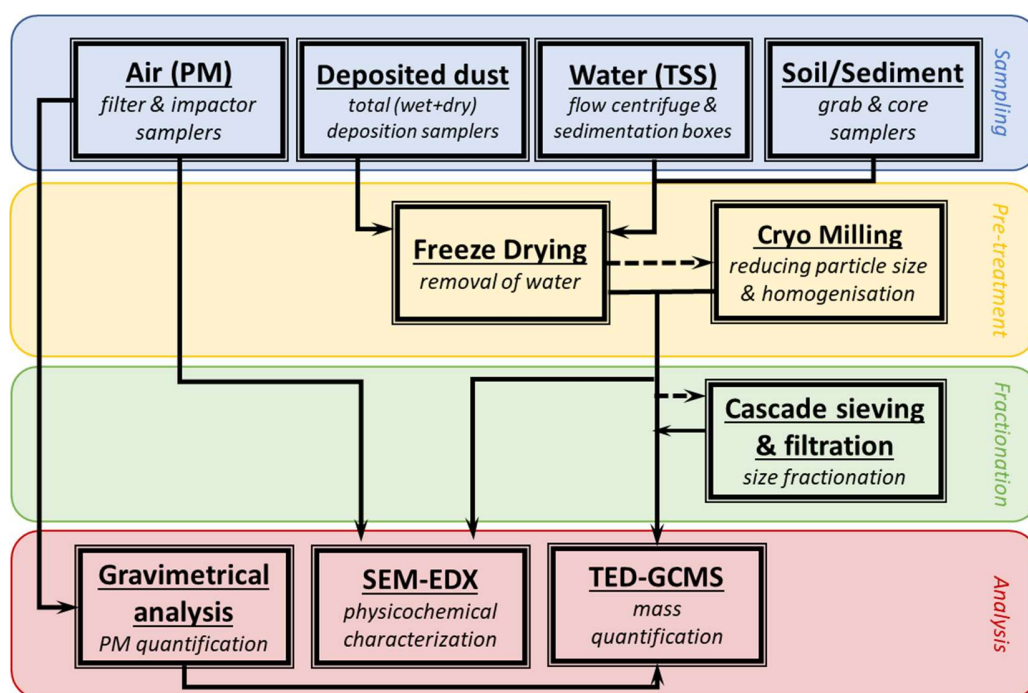 Air (PM)
filter & impactor
samplers
Deposited dust
total (wet+dry)
deposition samplers
Water (TSS)
flow centrifuge &
sedimentation boxes
Soil/Sediment
grab & core
samplers
Sampling
Freeze Drying
removal of water
Cryo Milling
reducing particle size
& homogenisation
Pre-treatment
Cascade sieving
& filtration
size fractionation
Fractionation
Gravimetrical
analysis
PM quantification
SEM-EDX
physicochemical
characterization
TED-GCMS
mass
quantification
Analysis